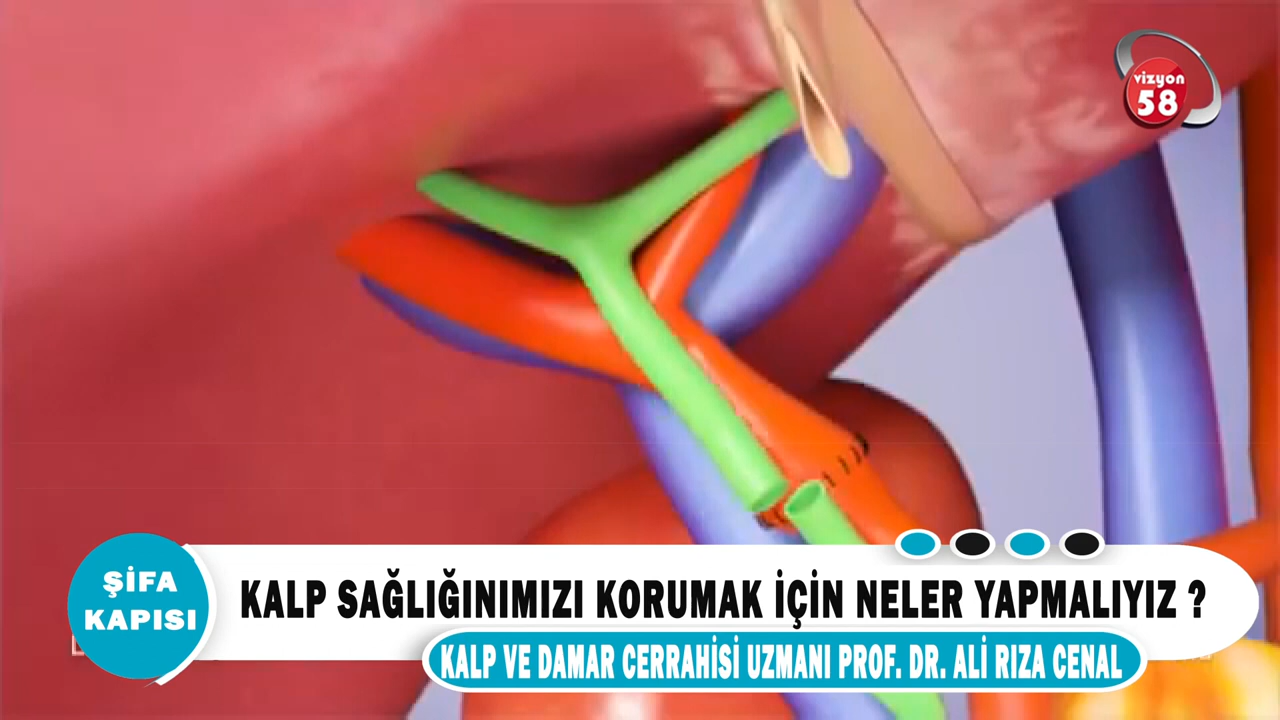 vizyon
58
ŞİFA
KAPISI
KALP SAĞLIĞINIMIZI KORUMAK İÇİN NELER YAPMALIYIZ ?
KALP VE DAMAR CERRAHİSİ UZMANI PROF. DR. ALİ RIZA CENAL